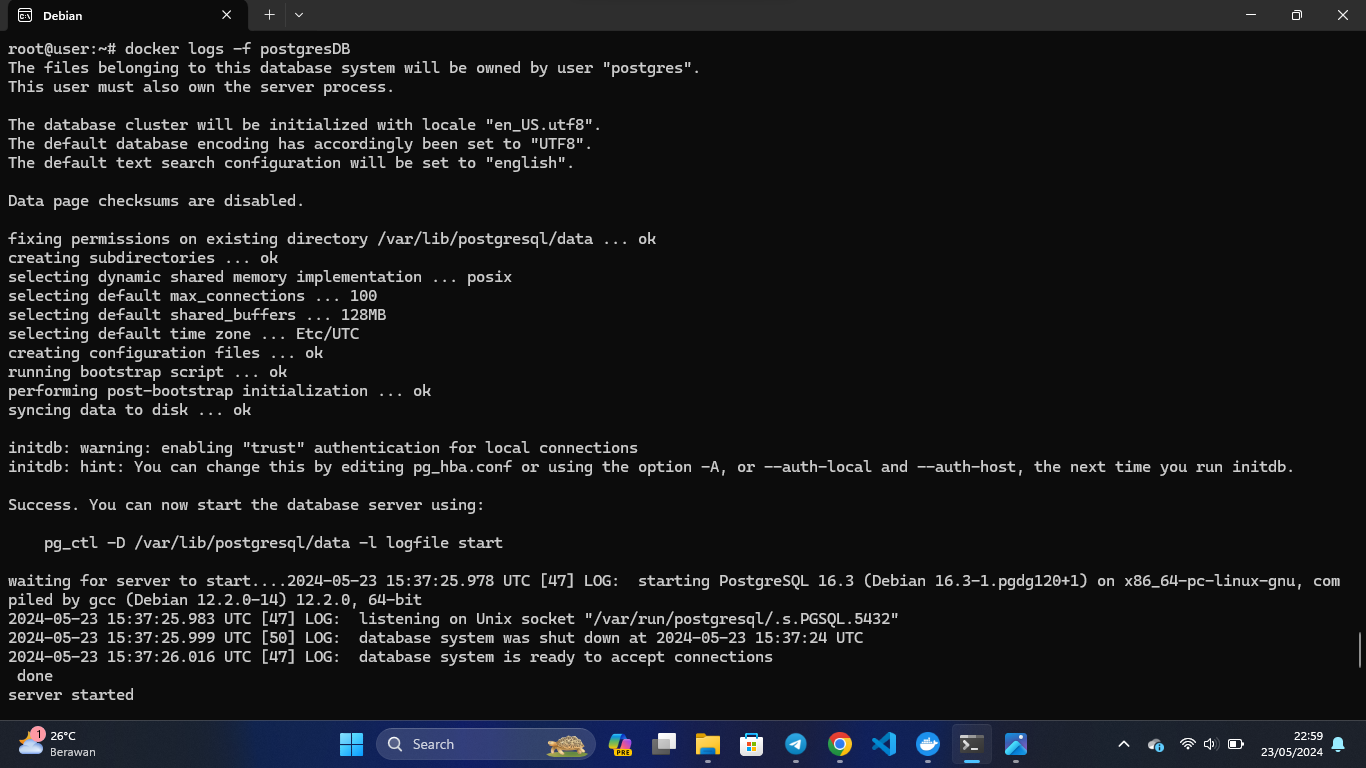 Debian
root@user:~# docker logs -f postgresDB
The files belonging to this database system will be owned by user "postgres".
This user must also own the server process.
The database cluster will be initialized with locale "en_US.utf8".
The default database encoding has accordingly been set to "UTF8".
The default text search configuration will be set to "english".
Data page checksums are disabled.
fixing permissions on existing directory /var/lib/postgresql/data ... ok
creating subdirectories ... ok
selecting dynamic shared memory implementation ... posix
selecting default max_connections ... 100
selecting default shared_buffers ... 128MB
selecting default time zone ... Etc/UTC
creating configuration files ... ok
running bootstrap script ... ok
performing post-bootstrap initialization ... ok
syncing data to disk ... ok
initdb: warning: enabling "trust" authentication for local connections
initdb: hint: You can change this by editing pg_hba.conf or using the option -A, or --auth-local and --auth-host, the next time you run initdb.
Success. You can now start the database server using:
pg_ctl -D /var/lib/postgresql/data -l logfile start
waiting for server to start....2024-05-23 15:37:25.978 UTC [47] LOG:  starting PostgreSQL 16.3 (Debian 16.3-1.pgdg120+1) on x86_64-pc-linux-gnu, com
piled by gcc (Debian 12.2.0-14) 12.2.0, 64-bit
2024-05-23 15:37:25.983 UTC [47] LOG:  listening on Unix socket "/var/run/postgresql/.s.PGSQL.5432"
2024-05-23 15:37:25.999 UTC [50] LOG:  database system was shut down at 2024-05-23 15:37:24 UTC
2024-05-23 15:37:26.016 UTC [47] LOG:  database system is ready to accept connections
done
server started
1
26°C
Berawan
Search
PRE
22:59
23/05/2024